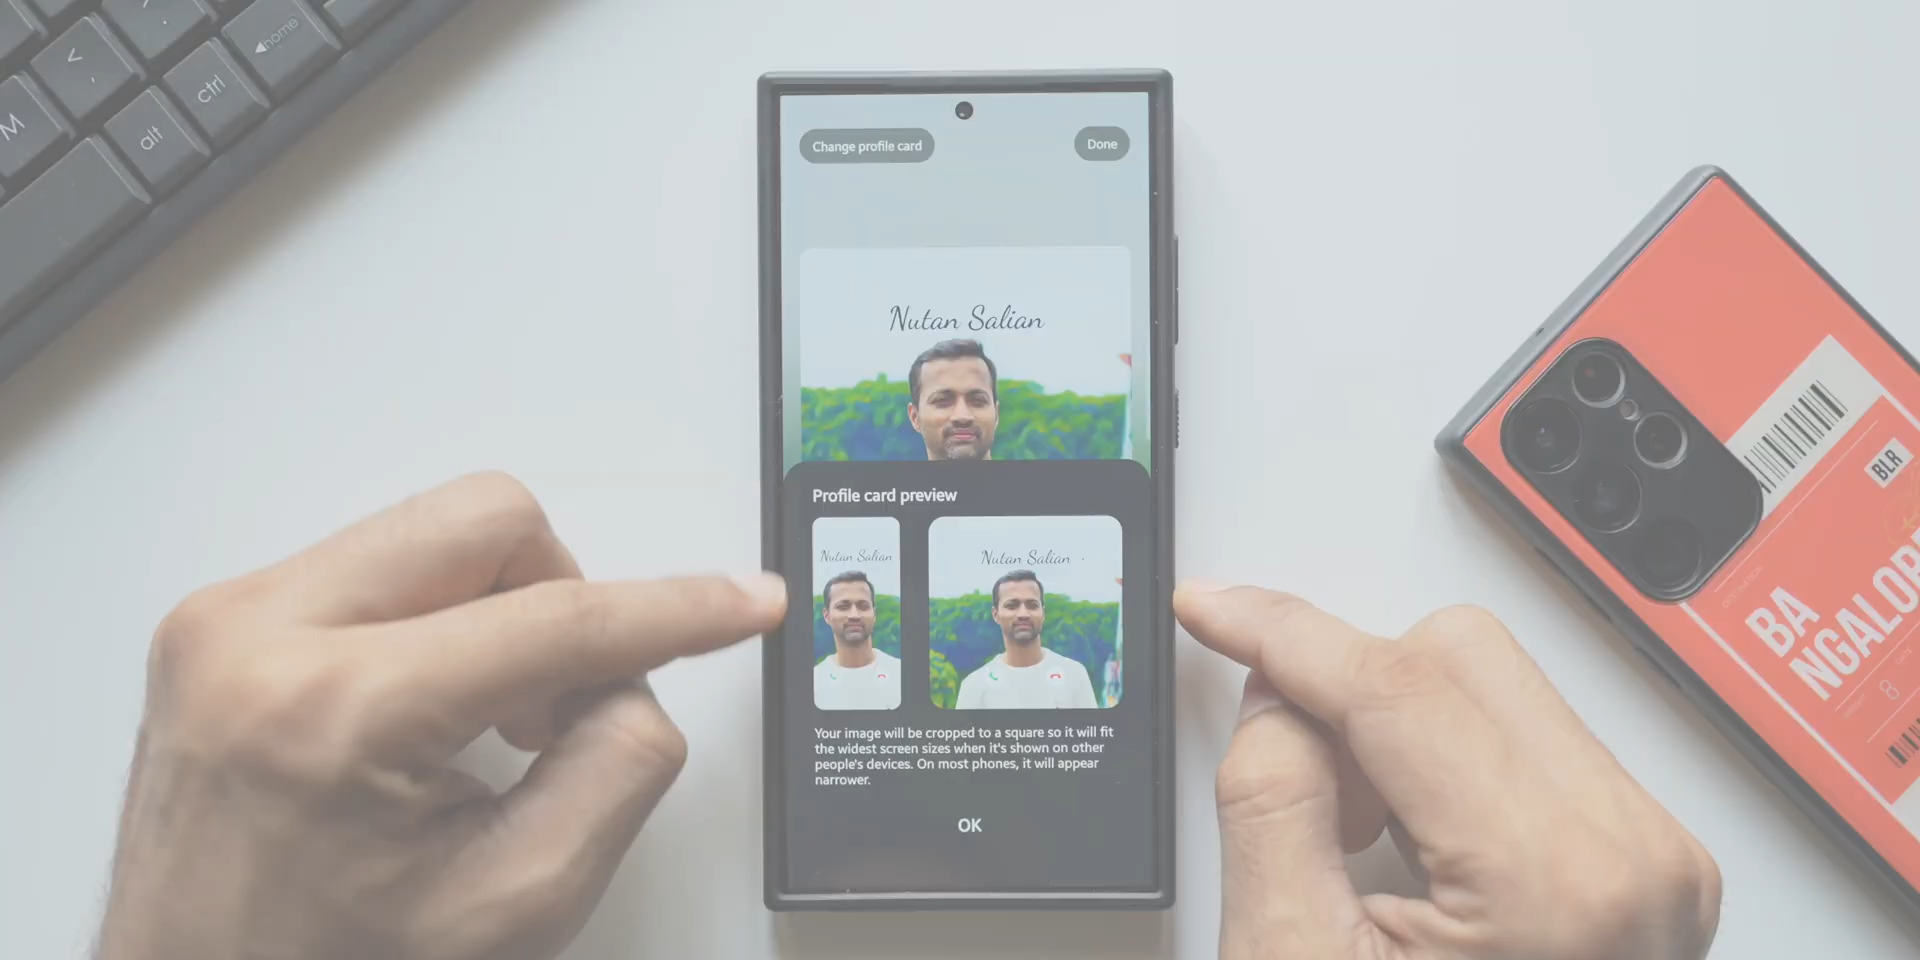 home
<
,
M
alt
ctrl
Change profile card
Done
Nutan Salian
Profile card preview
Nutan Salian
Nutan Salian
Your image will be cropped to a square so it will fit
the widest screen sizes when it's shown on other
people's devices. On most phones, it will appear
narrower.
OK
BLR
BA
NGALOR
8